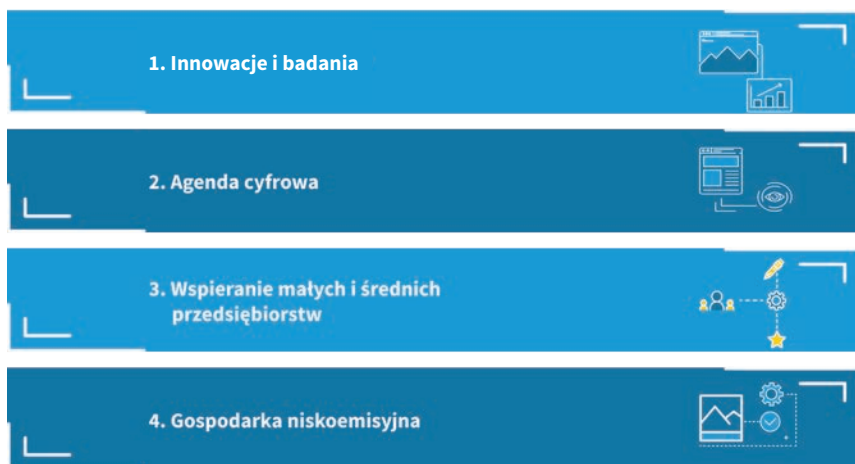 1. Innowacje i badania
2. Agenda cyfrowa
3. Wspieranie małych i średnich
przedsiębiorstw
4. Gospodarka niskoemisyjna